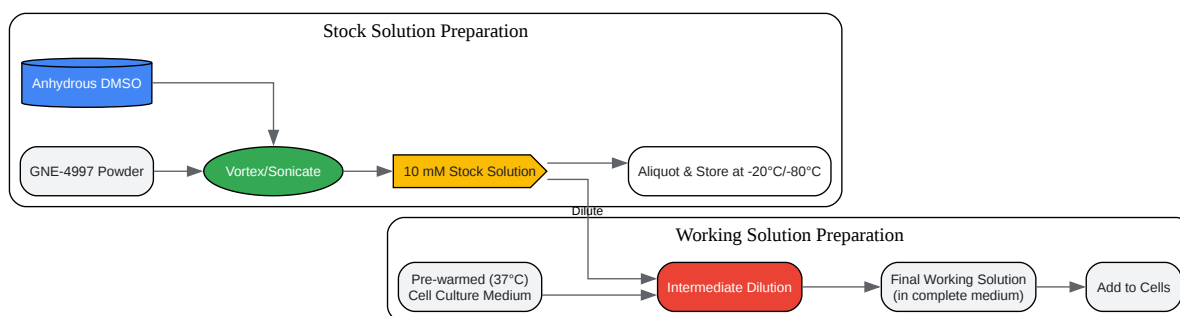 Stock Solution Preparation
Anhydrous DMSO
GNE-4997 Powder
Vortex/Sonicate
10 mM Stock Solution
Aliquot & Store at -20°C/-80°C
Dilute
Working Solution Preparation
Pre-warmed (37°C)
Cell Culture Medium
Intermediate Dilution
Final Working Solution
(in complete medium)
Add to Cells